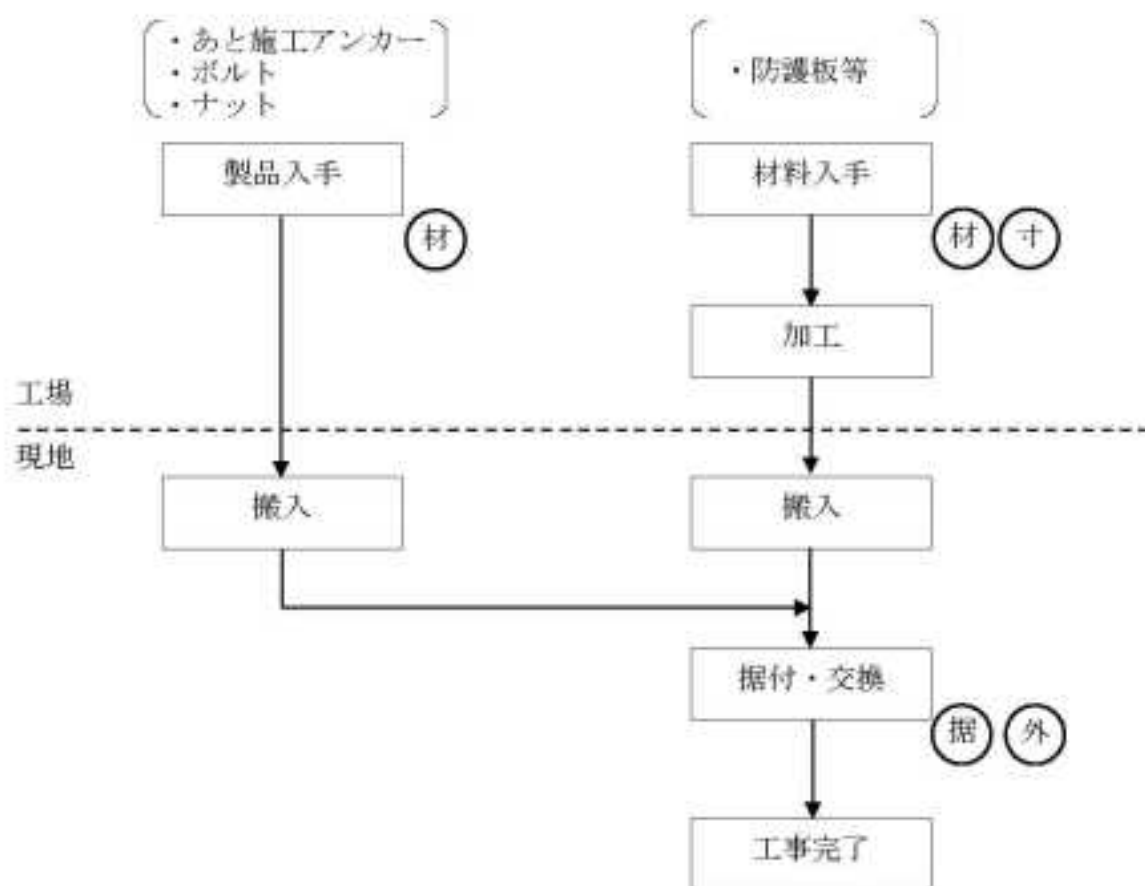 ・あと施工アンカー
・ボルト
・ナット
・防護板等
製品入手
材料入手
材
材
寸
加工
工場
現地
搬入
搬入
据付・交換
据
外
工事完了